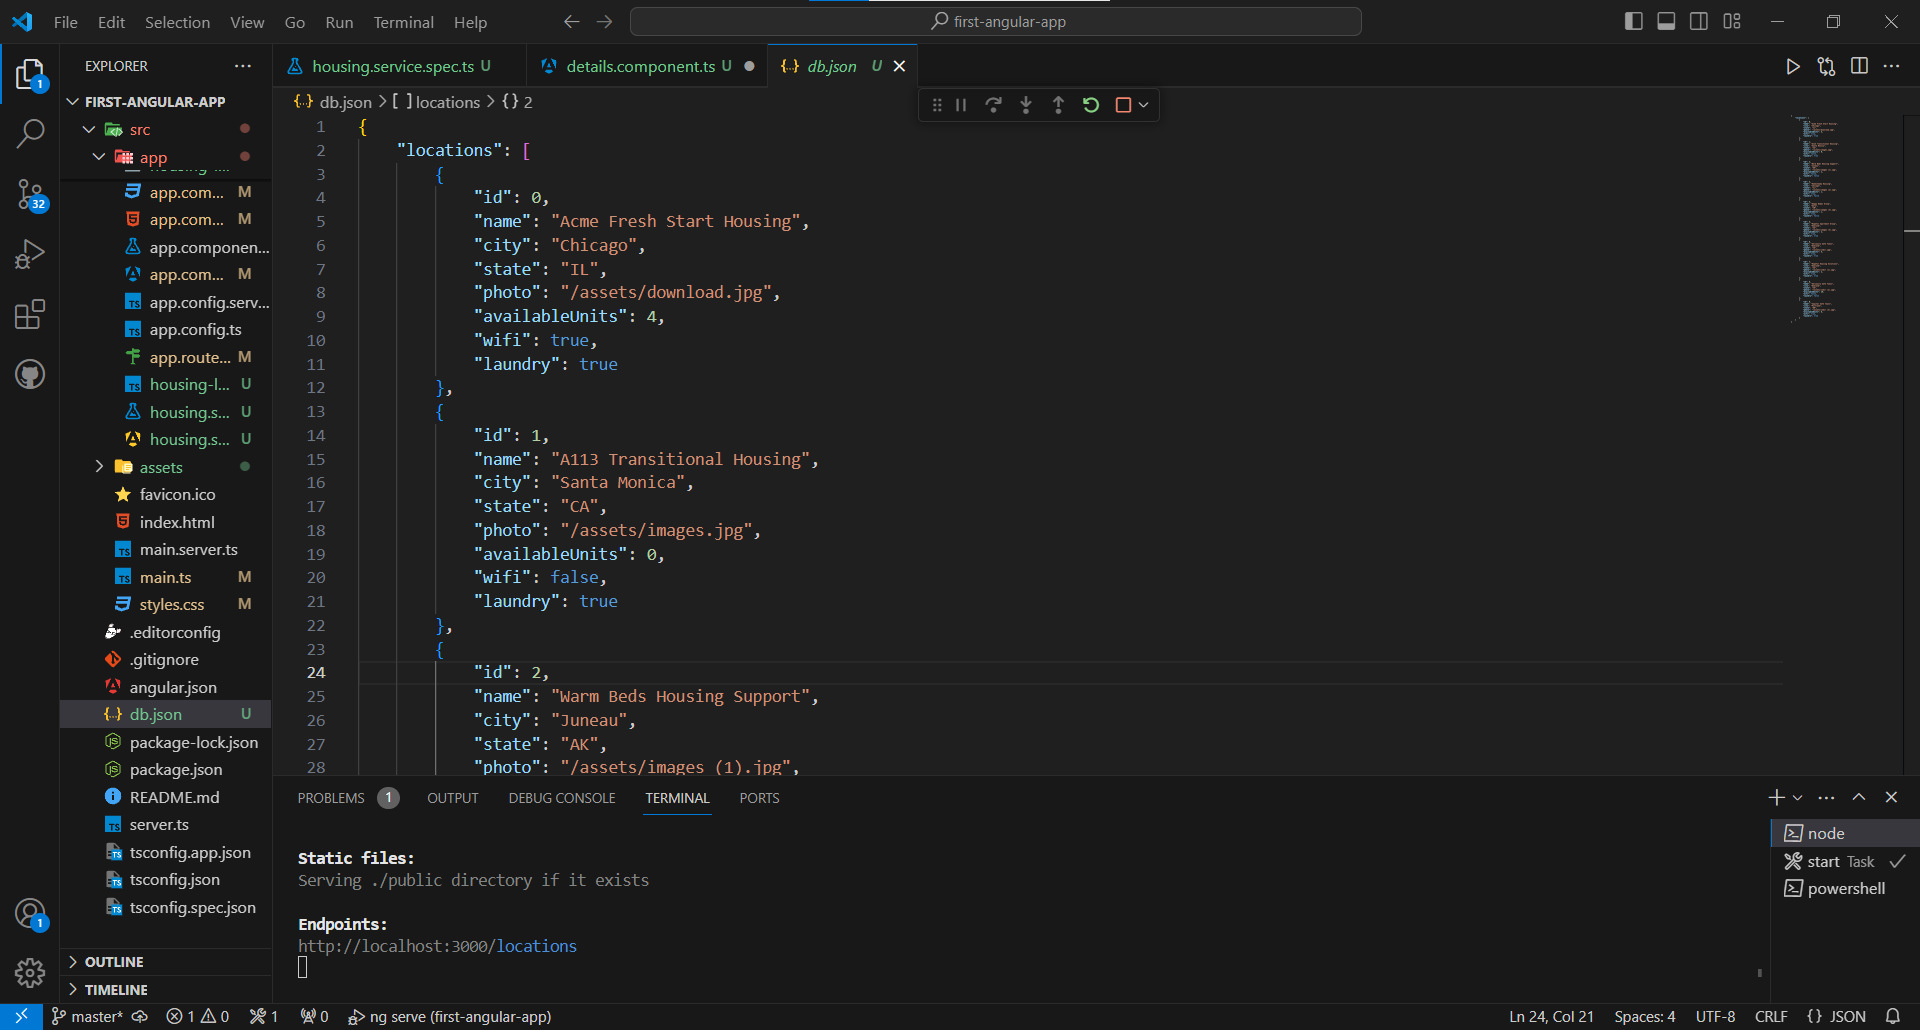 File Edit Selection View Go Run Terminal Help
first-angular-app
EXPLORER
housing.service.spec.ts U
details.component.ts U
db.json U
FIRST-ANGULAR-APP
src
app
app.com... M
app.com... M
app.componen...
app.com... M
app.config.serv...
app.config.ts
app.route... M
housing-l... U
housing.s... U
housing.s... U
assets
favicon.ico
index.html
main.server.ts
main.ts M
styles.css M
.editorconfig
.gitignore
angular.json
db.json U
package-lock.json
package.json
README.md
server.ts
tsconfig.app.json
tsconfig.json
tsconfig.spec.json
OUTLINE
TIMELINE
1
32
1
db.json > [ ] locations > {} 2
1 {
2 "locations": [
3 {
4 "id": 0,
5 "name": "Acme Fresh Start Housing",
6 "city": "Chicago",
7 "state": "IL",
8 "photo": "/assets/download.jpg",
9 "availableUnits": 4,
10 "wifi": true,
11 "laundry": true
12 },
13 {
14 "id": 1,
15 "name": "A113 Transitional Housing",
16 "city": "Santa Monica",
17 "state": "CA",
18 "photo": "/assets/images.jpg",
19 "availableUnits": 0,
20 "wifi": false,
21 "laundry": true
22 },
23 {
24 "id": 2,
25 "name": "Warm Beds Housing Support",
26 "city": "Juneau",
27 "state": "AK",
28 "photo": "/assets/images (1).jpg",
PROBLEMS 1 OUTPUT DEBUG CONSOLE TERMINAL PORTS
Static files:
Serving ./public directory if it exists
Endpoints:
http://localhost:3000/locations
node
start Task
powershell
master* 1 0 1 0 ng serve (first-angular-app)
Ln 24, Col 21 Spaces: 4 UTF-8 CRLF {} JSON